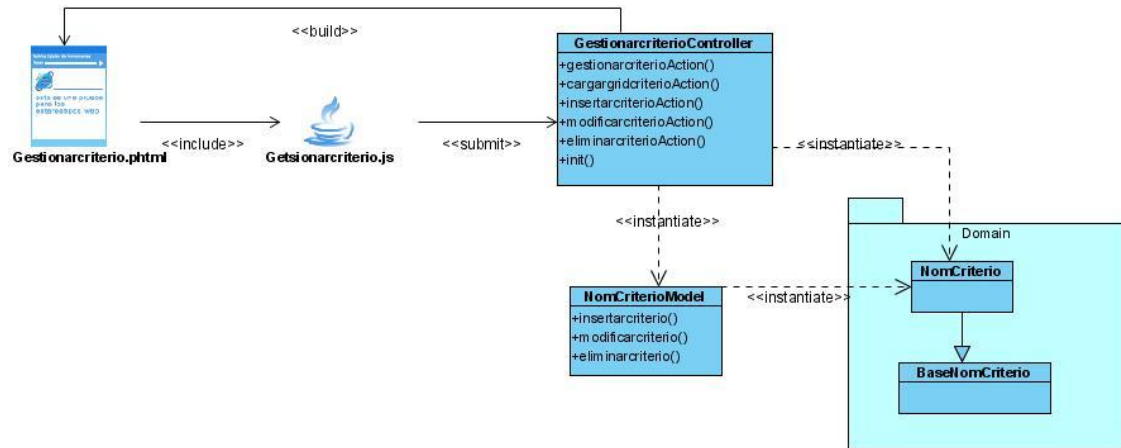 <<build>>
GestionarcriterioController
+gestionarcriterioAction()
+cargargridcriterioAction()
+insertarcriterioAction()
+modificarcriterioAction()
+eliminarcriterioAction()
+init()
Gestionarcriterio.phtml
<<include>>
Getsionarcriterio.js
<<submit>>
<<instantiate>>
<<instantiate>>
Domain
NomCriterio
NomCriterioModel
+insertarcriterio()
+modificarcriterio()
+eliminarcriterio()
<<instantiate>>
BaseNomCriterio